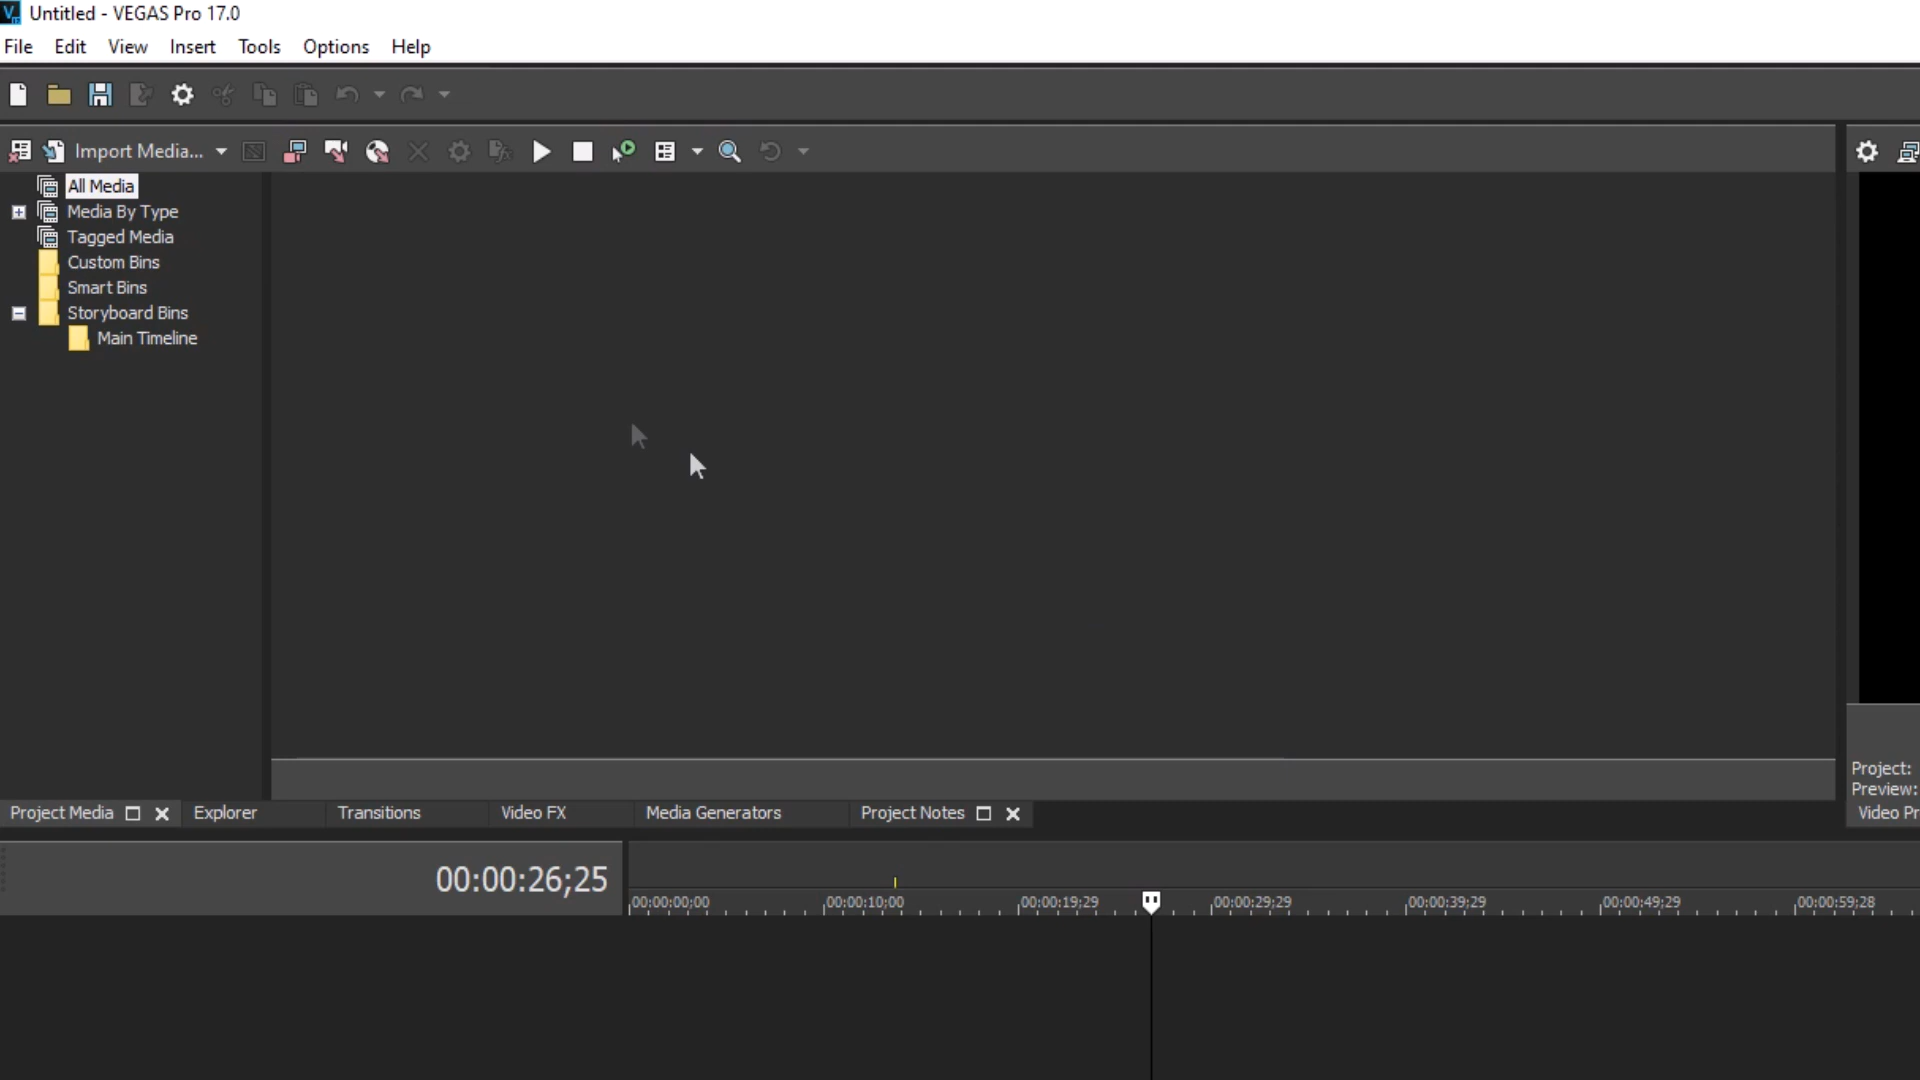 Untitled - VEGAS Pro 17.0
File Edit View Insert Tools Options Help
Import Media...
All Media
Media By Type
Tagged Media
Custom Bins
Smart Bins
Storyboard Bins
Main Timeline
Project:
Preview:
Project Media Explorer Transitions Video FX Media Generators Project Notes Video Pr
00:00:26;25
00:00:00;00 00:00:10;00 00:00:19;29 00:00:29;29 00:00:39;29 00:00:49;29 00:00:59;28